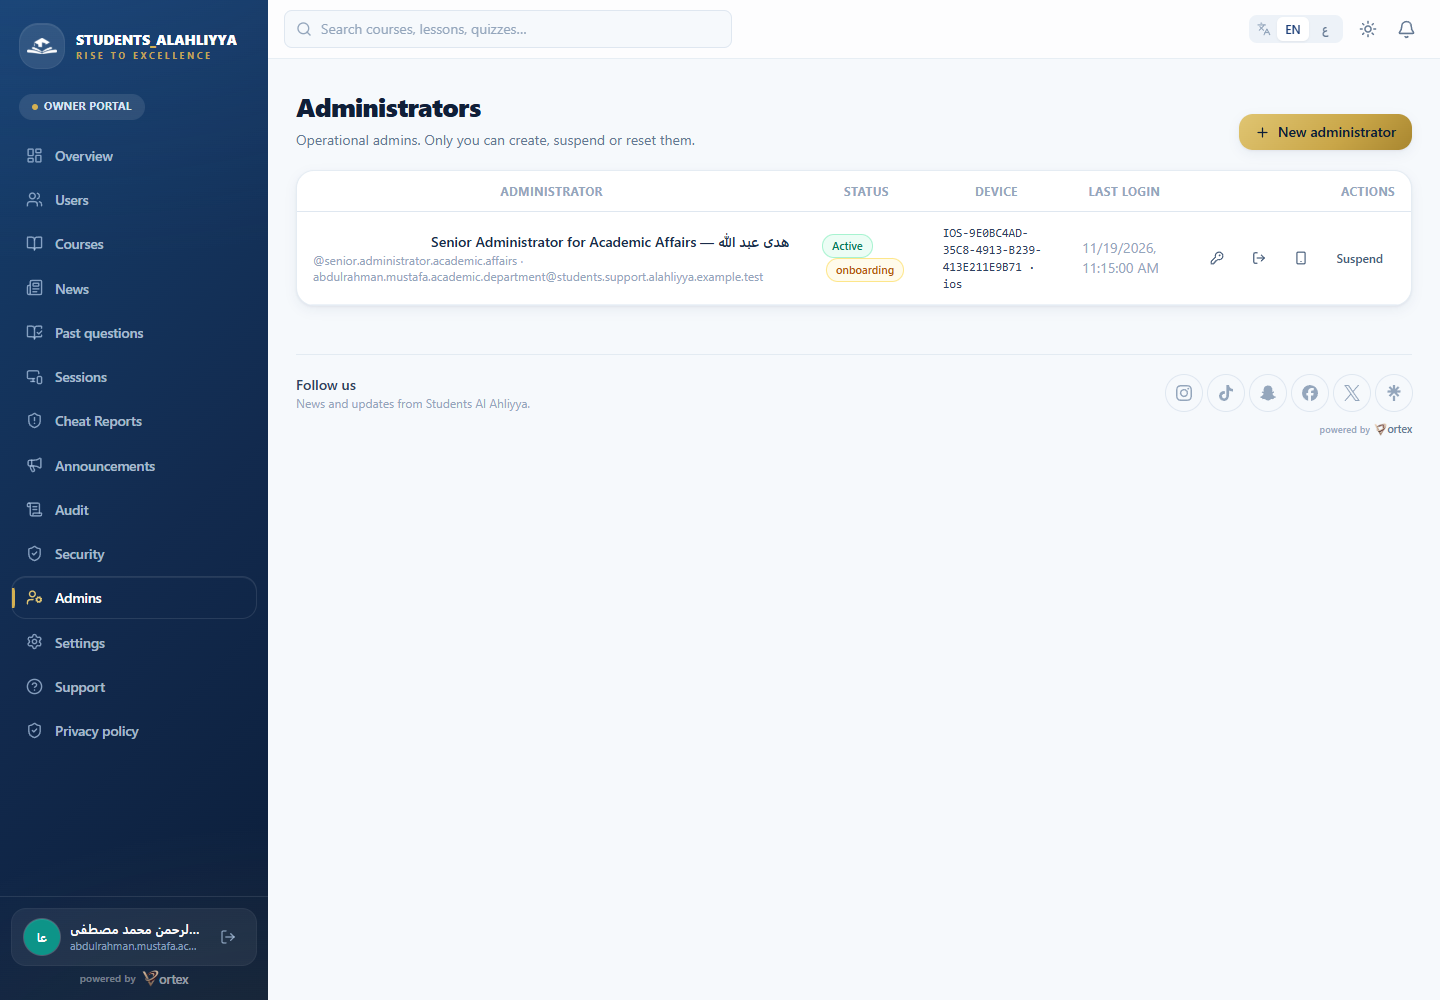 STUDENTS_ALAHLIYYA
RISE TO EXCELLENCE
OWNER PORTAL
Overview
Users
Courses
News
Past questions
Sessions
Cheat Reports
Announcements
Audit
Security
Admins
Settings
Support
Privacy policy
عا
...لرحمن محمد مصطفى
abdulrahman.mustafa.ac...
powered by Vortex
Search courses, lessons, quizzes...
EN
ع
Administrators
Operational admins. Only you can create, suspend or reset them.
New administrator
ADMINISTRATOR STATUS DEVICE LAST LOGIN ACTIONS
Senior Administrator for Academic Affairs — هدى عبد الله
@senior.administrator.academic.affairs ·
abdulrahman.mustafa.academic.department@students.support.alahliyya.example.test
Active
onboarding
IOS-9E0BC4AD-
35C8-4913-B239-
413E211E9B71 ·
ios
11/19/2026,
11:15:00 AM
Suspend
Follow us
News and updates from Students Al Ahliyya.
powered by Vortex